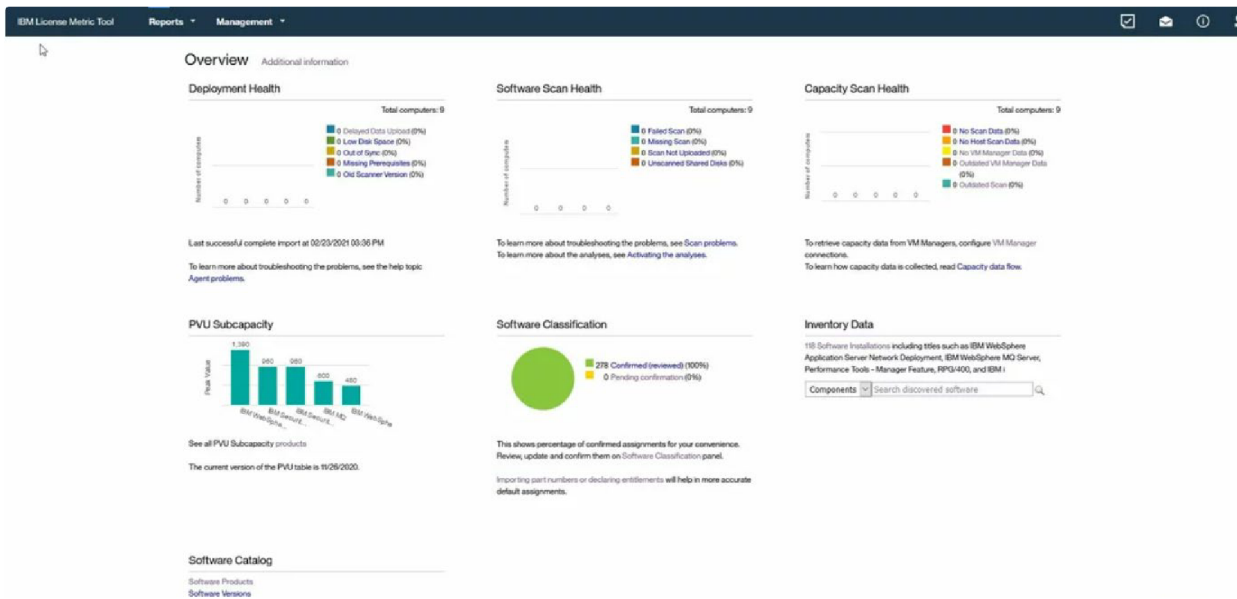 IBM License Metric Tool
Reports
Management
Overview
Additional information
Deployment Health
Total computers: 9
Number of computers
0 Delayed Data Upload (0%)
0 Low Disk Space (0%)
0 Out of Sync (0%)
0 Missing Prerequisites (0%)
0 Old Scanner Version (0%)
0 0 0 0 0
Last successful complete import at 02/23/2021 03:36 PM
To learn more about troubleshooting the problems, see the help topic
Agent problems.
Software Scan Health
Total computers: 9
Number of computers
0 Failed Scan (0%)
0 Missing Scan (0%)
0 Scan Not Uploaded (0%)
0 Unscanned Shared Disks (0%)
0 0 0 0
To learn more about troubleshooting the problems, see Scan problems.
To learn more about the analyses, see Activating the analyses.
Capacity Scan Health
Total computers: 9
Number of computers
0 No Scan Data (0%)
0 No Host Scan Data (0%)
0 No VM Manager Data (0%)
0 Outdated VM Manager Data
(0%)
0 Outdated Scan (0%)
0 0 0 0 0
To retrieve capacity data from VM Managers, configure VM Manager
connections.
To learn how capacity data is collected, read Capacity data flow.
PVU Subcapacity
Peak Value
1,390
960
960
600
460
IBM WebSphe...
IBM Securit...
IBM Securit...
IBM MQ
IBM WebSphe
See all PVU Subcapacity products
The current version of the PVU table is 11/26/2020.
Software Classification
278 Confirmed (reviewed) (100%)
0 Pending confirmation (0%)
This shows percentage of confirmed assignments for your convenience.
Review, update and confirm them on Software Classification panel.
Importing part numbers or declaring entitlements will help in more accurate
default assignments.
Inventory Data
118 Software Installations including titles such as IBM WebSphere
Application Server Network Deployment, IBM WebSphere MQ Server,
Performance Tools - Manager Feature, RPG/400, and IBM i
Components
Search discovered software
Software Catalog
Software Products
Software Versions